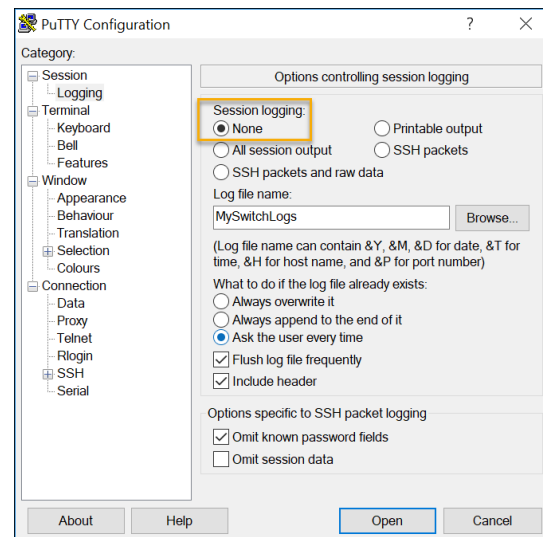 PuTTY Configuration
?
Category:
Session
Logging
Terminal
Keyboard
Bell
Features
Window
Appearance
Behaviour
Translation
Selection
Colours
Connection
Data
Proxy
Telnet
Rlogin
SSH
Serial
Options controlling session logging
Session logging:
None
Printable output
All session output
SSH packets
SSH packets and raw data
Log file name:
MySwitchLogs
Browse...
(Log file name can contain &Y, &M, &D for date, &T for
time, &H for host name, and &P for port number)
What to do if the log file already exists:
Always overwrite it
Always append to the end of it
Ask the user every time
Flush log file frequently
Include header
Options specific to SSH packet logging
Omit known password fields
Omit session data
About
Help
Open
Cancel